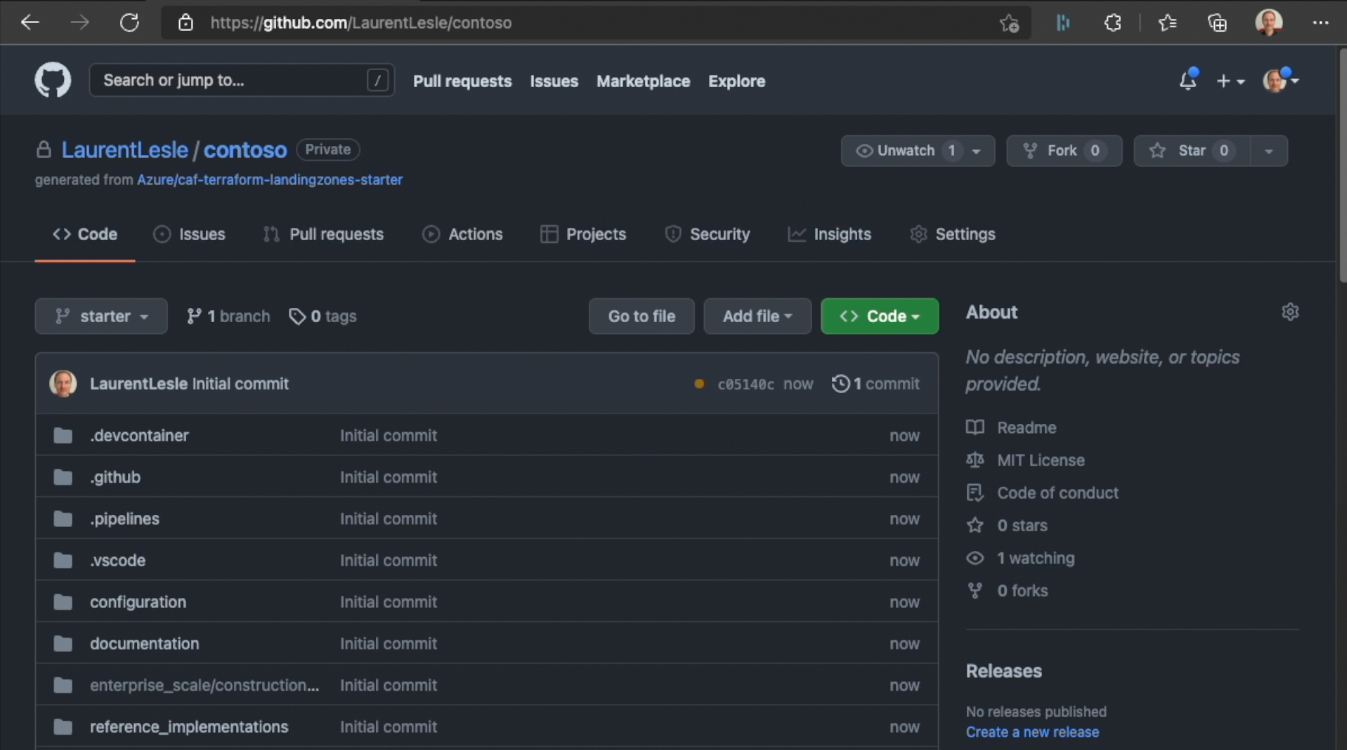 https://github.com/LaurentLesle/contoso
Search or jump to... / Pull requests Issues Marketplace Explore
LaurentLesle / contoso Private Unwatch 1 Fork 0 Star 0
generated from Azure/caf-terraform-landingzones-starter
Code Issues Pull requests Actions Projects Security Insights Settings
starter 1 branch 0 tags Go to file Add file Code
LaurentLesle Initial commit c05140c now 1 commit
.devcontainer Initial commit now
.github Initial commit now
.pipelines Initial commit now
.vscode Initial commit now
configuration Initial commit now
documentation Initial commit now
enterprise_scale/construction... Initial commit now
reference_implementations Initial commit now
About
No description, website, or topics
provided.
Readme
MIT License
Code of conduct
0 stars
1 watching
0 forks
Releases
No releases published
Create a new release